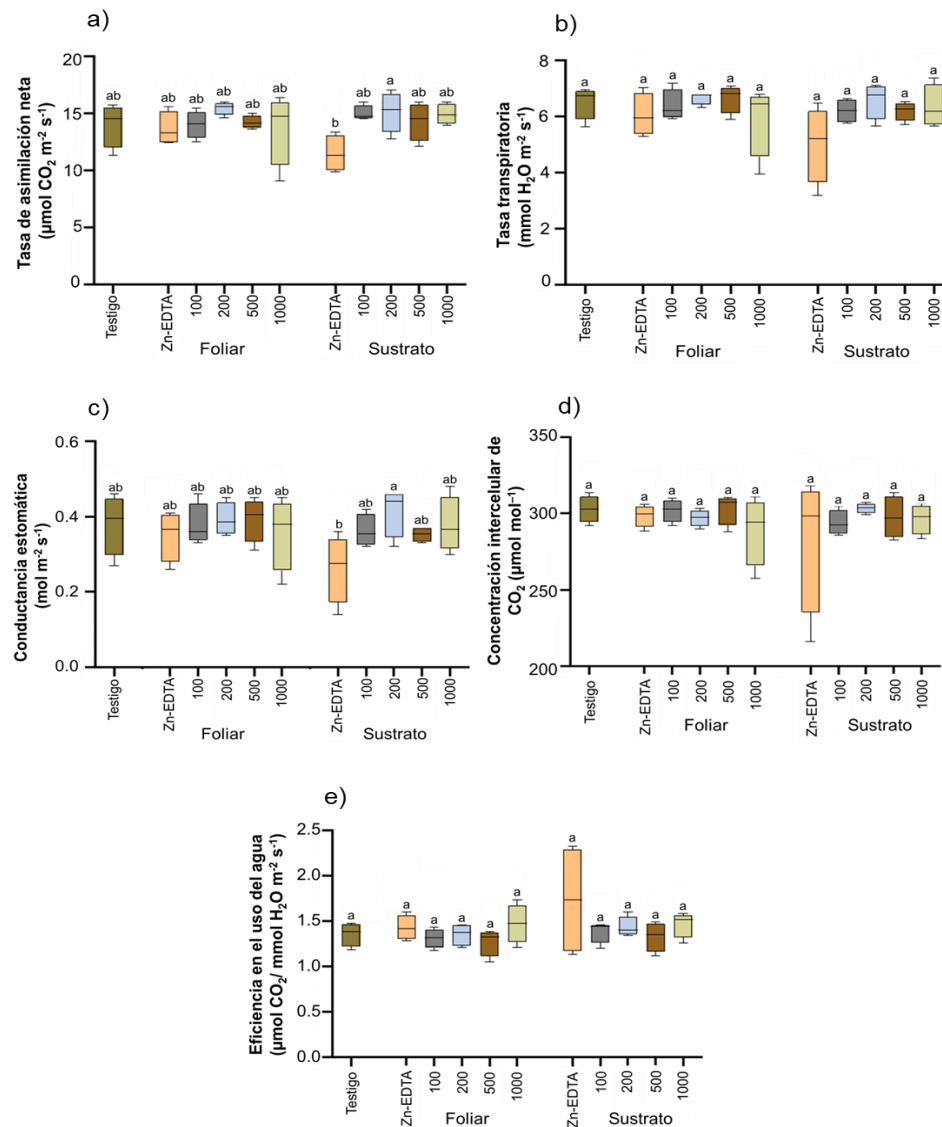 a)
Tasa de asimilación neta
(µmol CO2 m-2 s-1)
20
15
10
5
0
ab
ab
ab
ab
ab
ab
b
ab
a
ab
ab
Testigo
Zn-EDTA
100
200
500
1000
Zn-EDTA
100
200
500
1000
Foliar
Sustrato
b)
Tasa transpiratoria
(mmol H2O m-2 s-1)
8
6
4
2
0
a
a
a
a
a
a
a
a
a
a
a
Testigo
Zn-EDTA
100
200
500
1000
Zn-EDTA
100
200
500
1000
Foliar
Sustrato
c)
Conductancia estomática
(mol m-2 s-1)
0.6
0.4
0.2
0.0
ab
ab
ab
ab
ab
ab
b
ab
a
ab
ab
Testigo
Zn-EDTA
100
200
500
1000
Zn-EDTA
100
200
500
1000
Foliar
Sustrato
d)
Concentración intercelular de
CO2 (µmol mol–1)
350
300
250
200
a
a
a
a
a
a
a
a
a
a
a
Testigo
Zn-EDTA
100
200
500
1000
Zn-EDTA
100
200
500
1000
Foliar
Sustrato
e)
Eficiencia en el uso del agua
(µmol CO2/ mmol H2O m-2 s-1)
2.5
2.0
1.5
1.0
0.5
0.0
a
a
a
a
a
a
a
a
a
a
a
Testigo
Zn-EDTA
100
200
500
1000
Zn-EDTA
100
200
500
1000
Foliar
Sustrato